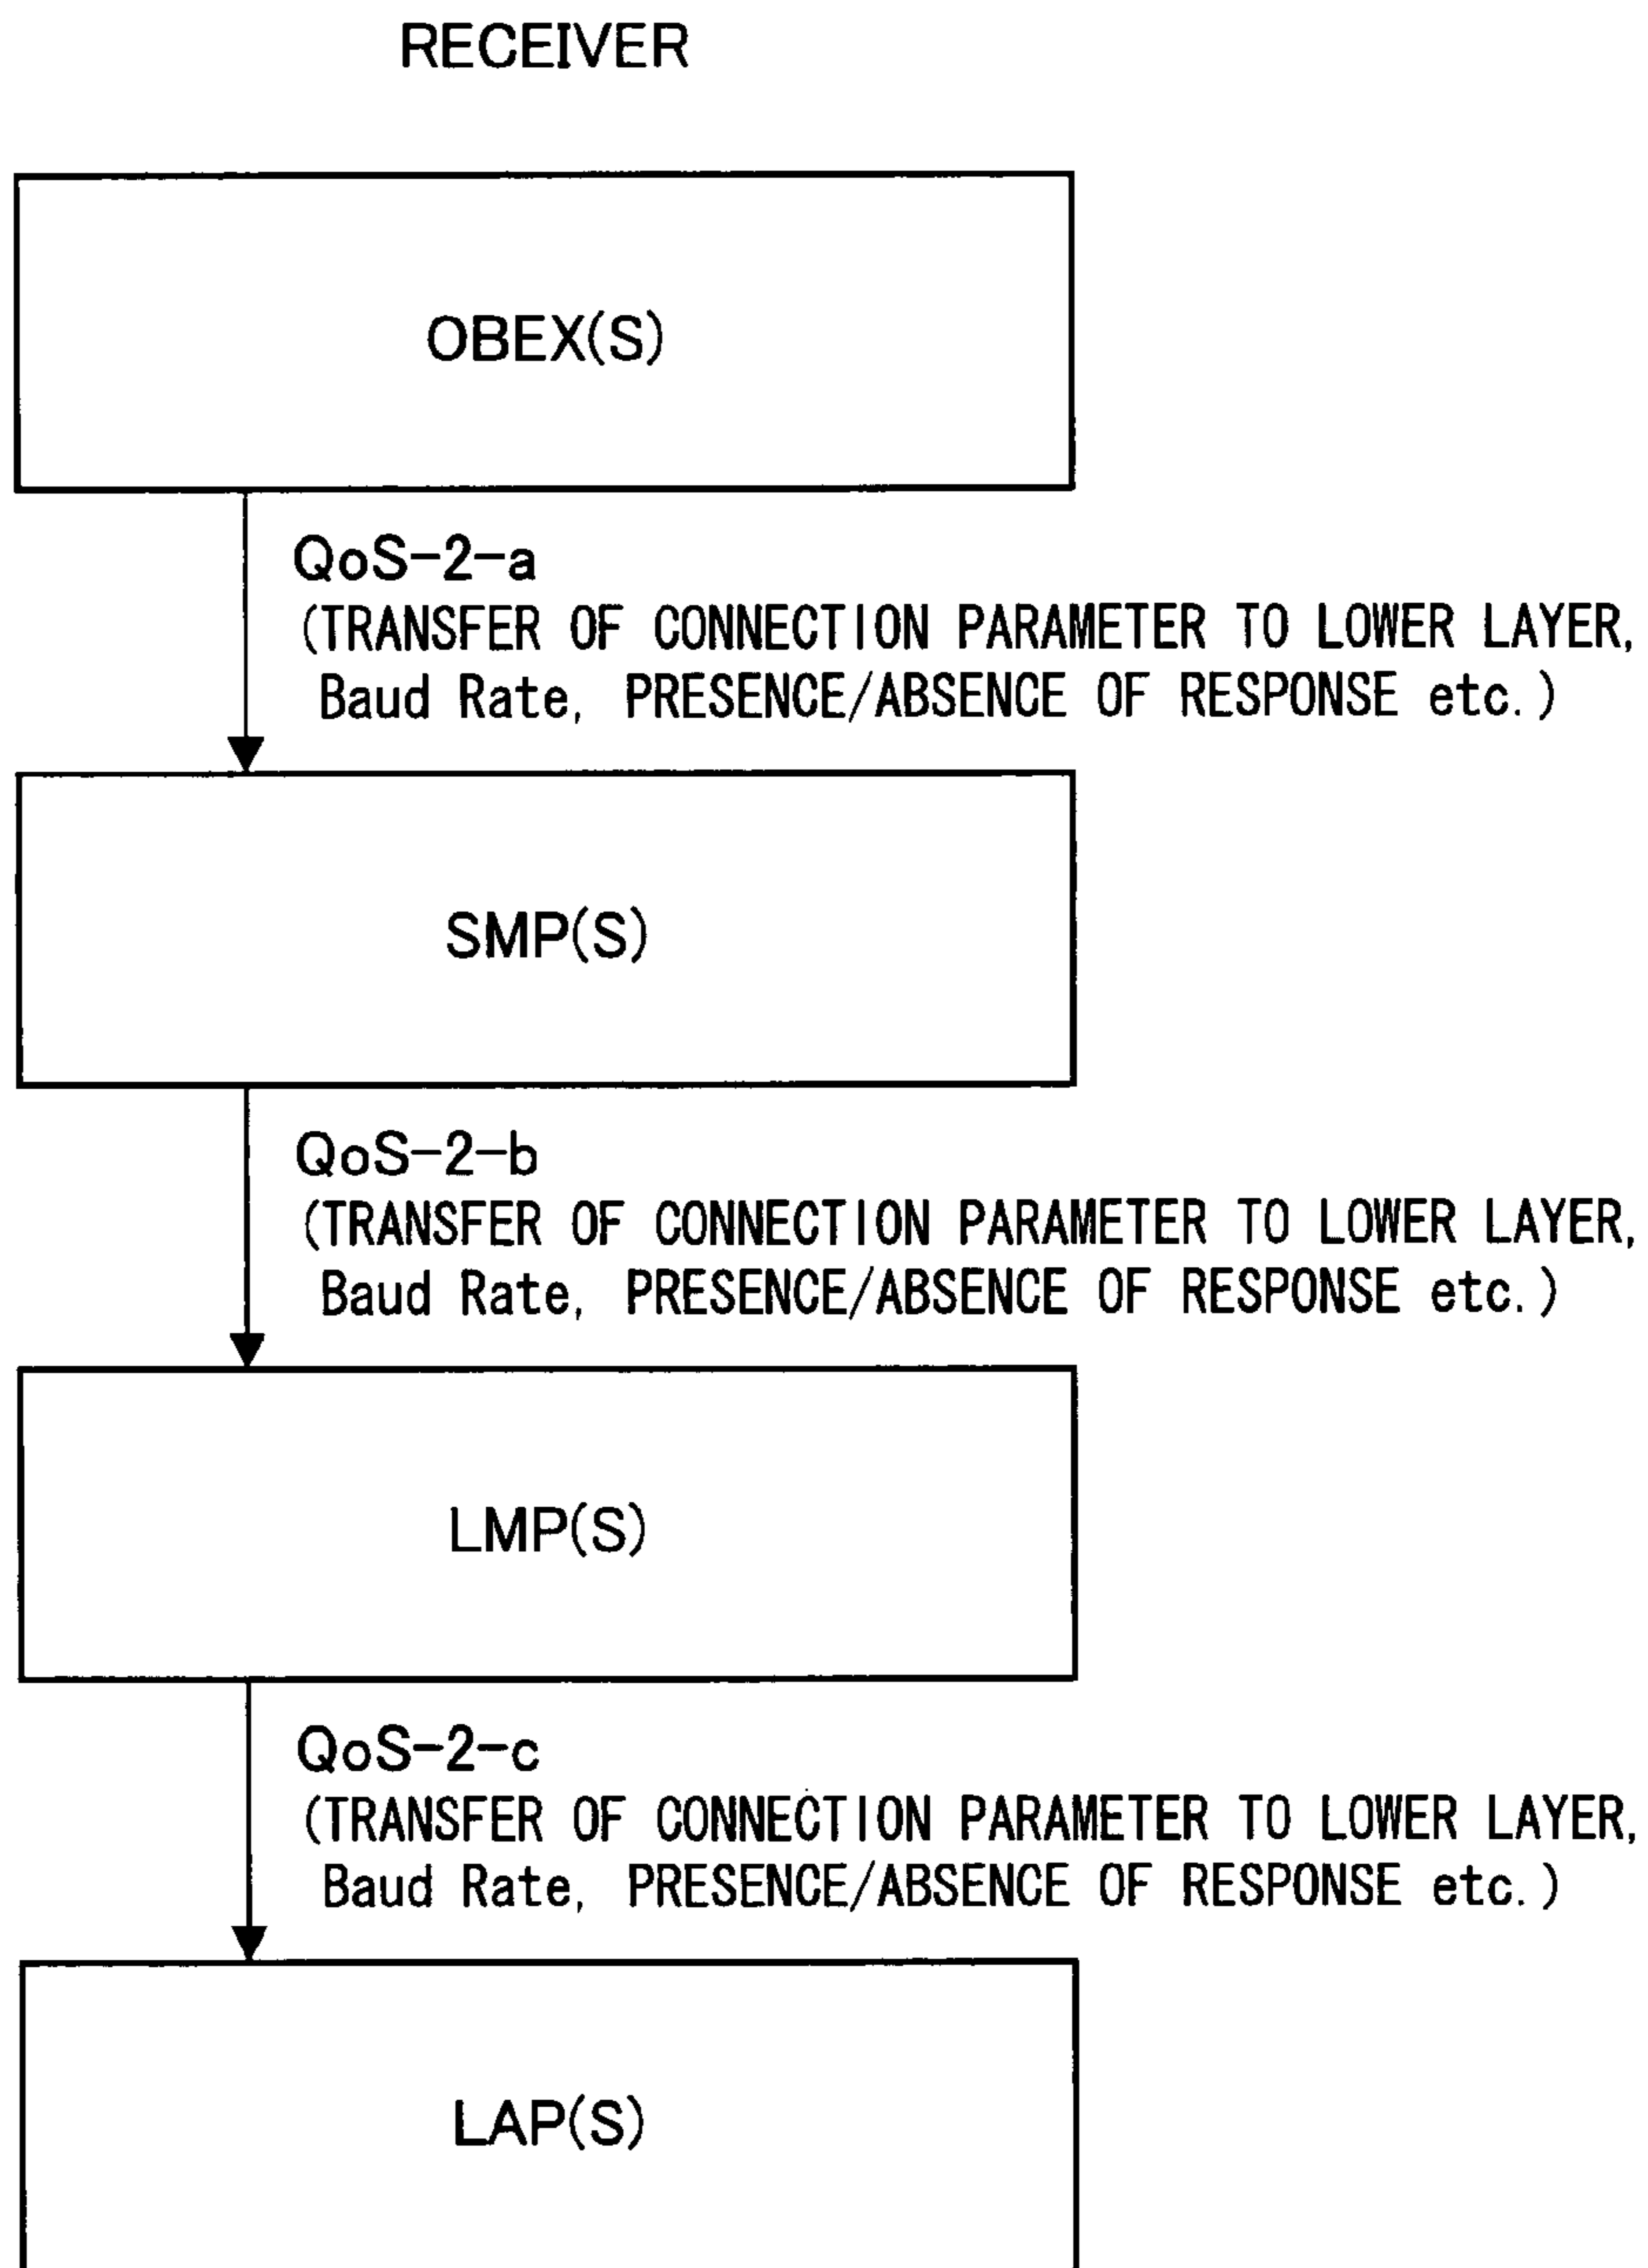 RECEIVER
OBEX(S)
QoS-2-a
(TRANSFER OF CONNECTION PARAMETER TO LOWER LAYER,
Baud Rate, PRESENCE/ABSENCE OF RESPONSE etc.)
SMP(S)
QoS-2-b
(TRANSFER OF CONNECTION PARAMETER TO LOWER LAYER,
Baud Rate, PRESENCE/ABSENCE OF RESPONSE etc.)
LMP(S)
QoS-2-c
(TRANSFER OF CONNECTION PARAMETER TO LOWER LAYER,
Baud Rate, PRESENCE/ABSENCE OF RESPONSE etc.)
LAP(S)